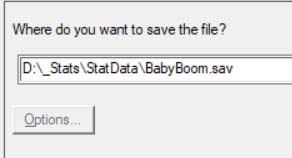 Where do you want to save the file?
D:\_Stats\StatData\BabyBoom.sav
Options...